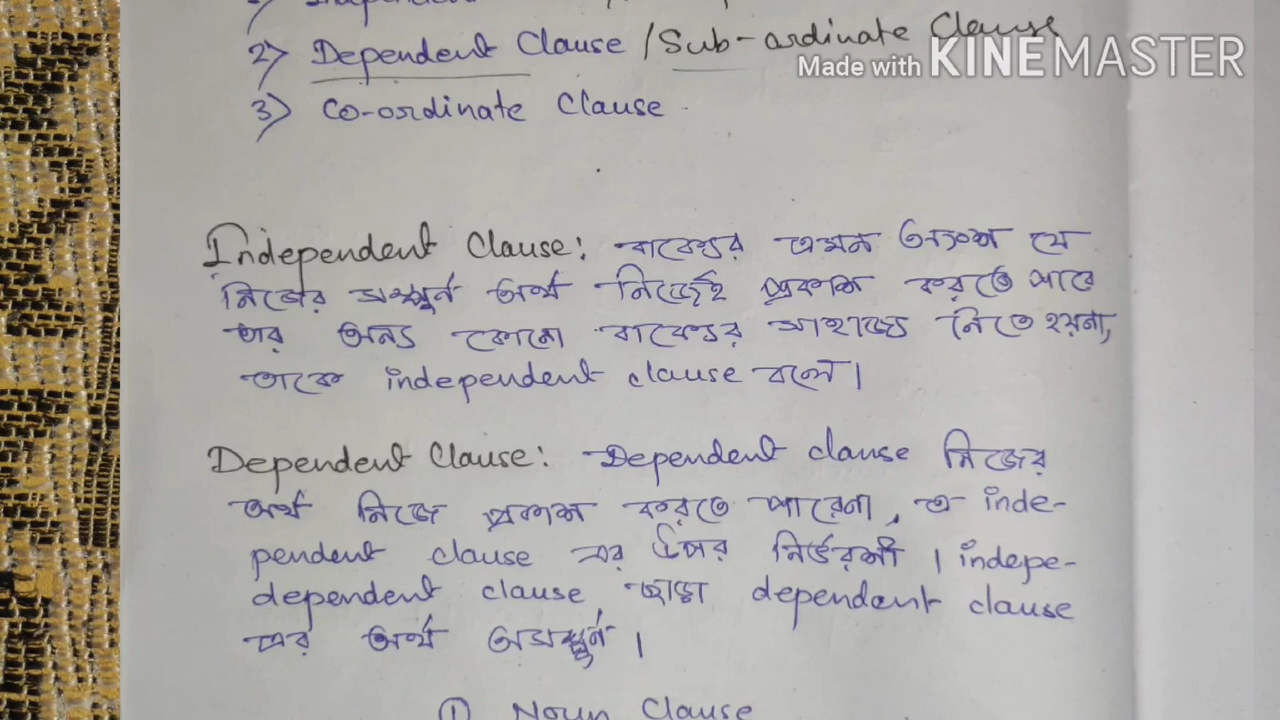 1) Independent
2) Dependent Clause / Sub-ordinate Clause
Made with KINEMASTER
3) Co-ordinate Clause
Independent Clause: বাক্যের এমন অংশ যে
নিজের সম্পূর্ন অর্থ নিজেই প্রকাশ করতে পারে
তার অন্য কোনো বাক্যের সাহায্যে নিতে হয়না,
তাকে independent clause বলে।
Dependent Clause: Dependent clause নিজের
অর্থ নিজে প্রকাশ করতে পারেনা, এ inde-
pendent clause এর উপর নির্ভরশী। indepe-
dependent clause ছাড়া dependent clause
এর অর্থ অসম্পূর্ন।
① Noun Clause